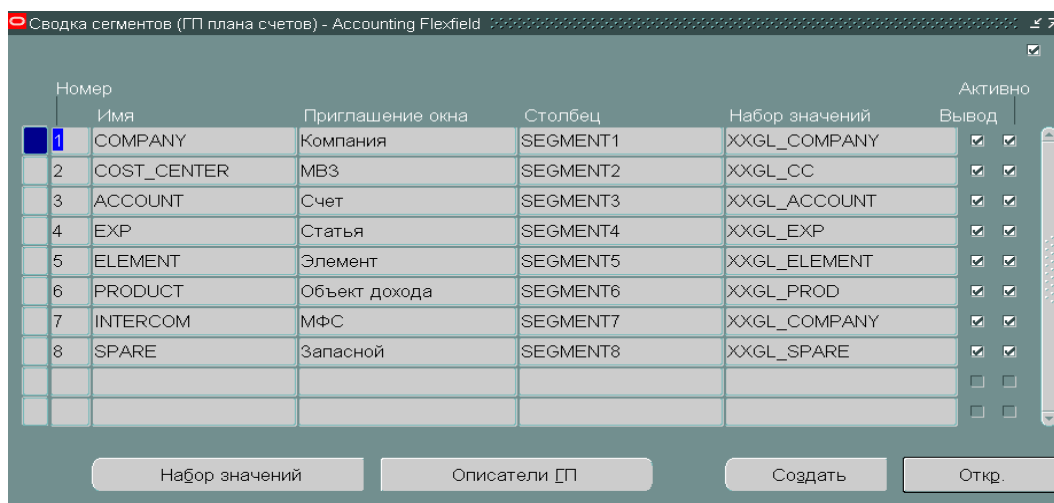 Сводка сегментов (ГП плана счетов) - Accounting Flexfield
Номер Активно
Имя Приглашение окна Столбец Набор значений Вывод
1 COMPANY Компания SEGMENT1 XXGL_COMPANY
2 COST_CENTER МВЗ SEGMENT2 XXGL_CC
3 ACCOUNT Счет SEGMENT3 XXGL_ACCOUNT
4 EXP Статья SEGMENT4 XXGL_EXP
5 ELEMENT Элемент SEGMENT5 XXGL_ELEMENT
6 PRODUCT Объект дохода SEGMENT6 XXGL_PROD
7 INTERCOM МФС SEGMENT7 XXGL_COMPANY
8 SPARE Запасной SEGMENT8 XXGL_SPARE
Набор значений Описатели ГП Создать Откр.